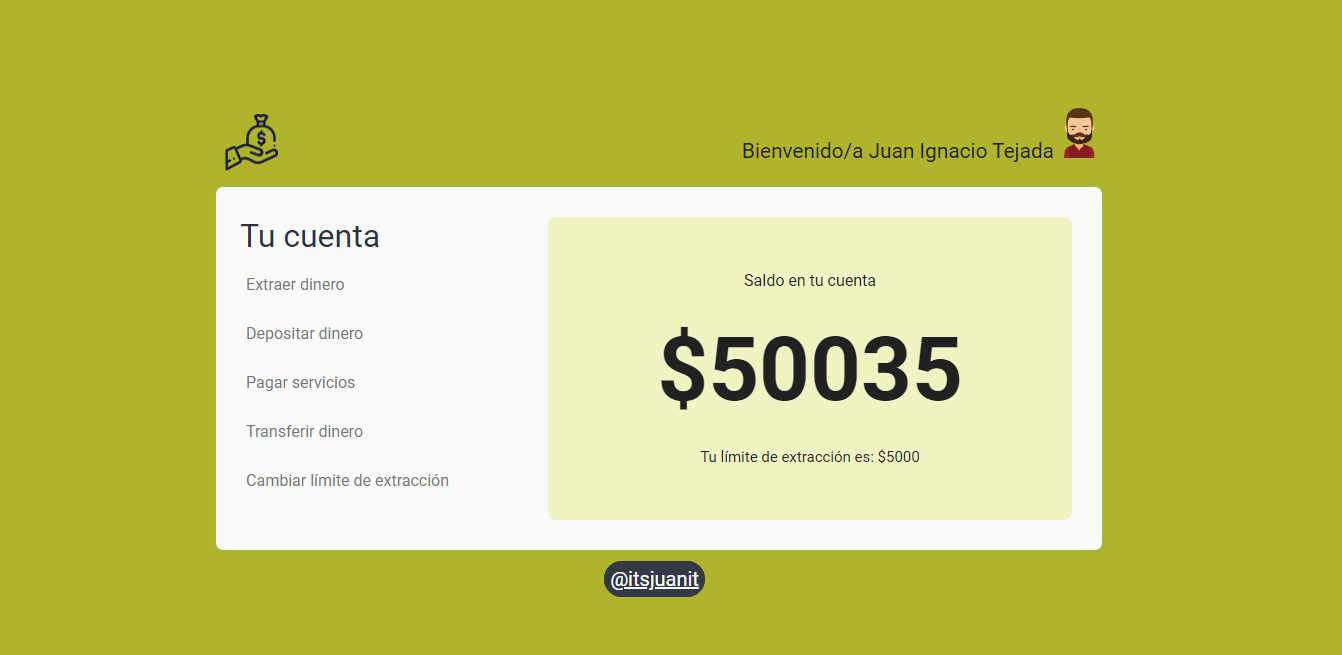 $
Bienvenido/a Juan Ignacio Tejada
Tu cuenta
Extraer dinero
Depositar dinero
Pagar servicios
Transferir dinero
Cambiar límite de extracción
Saldo en tu cuenta
$50035
Tu límite de extracción es: $5000
@itsjuanit